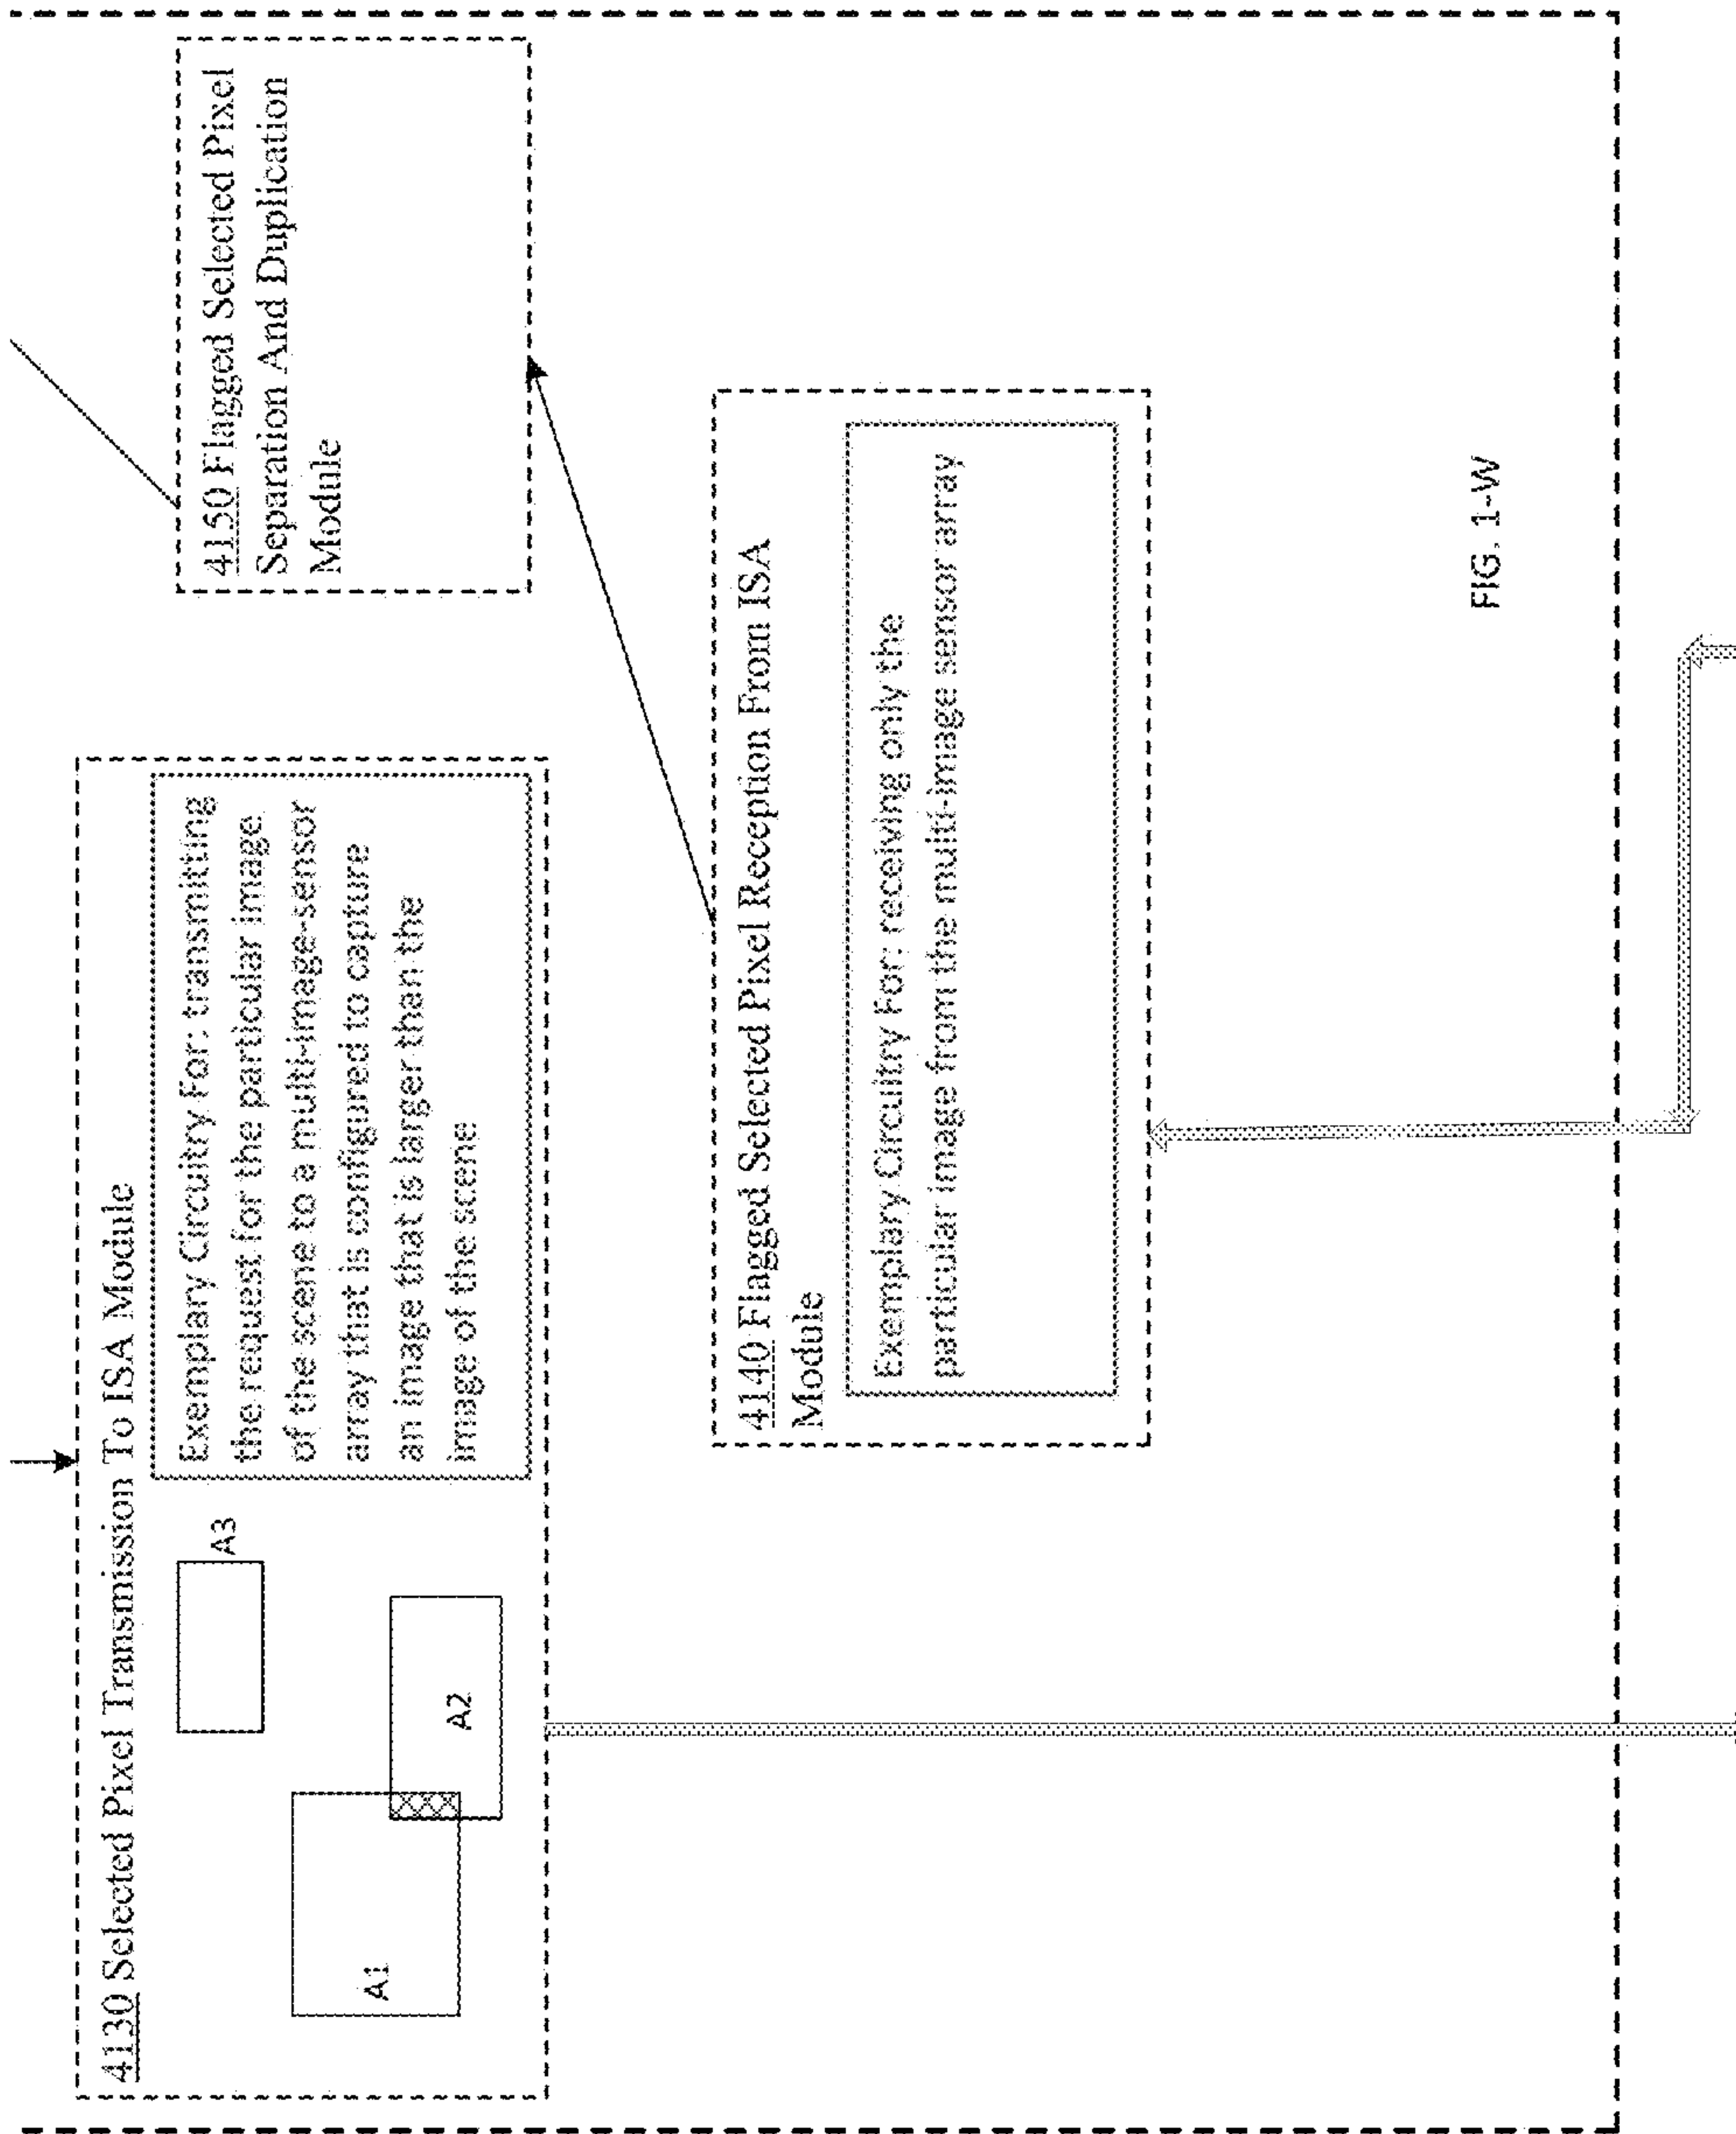 4130 Selected Pixel Transmission To ISA Module
A1
A2
A3
Exemplary Circuitry For: transmitting
the request for the particular image
of the scene to a multi-image-sensor
array that is configured to capture
an image that is larger than the
image of the scene
4140 Flagged Selected Pixel Reception From ISA
Module
Exemplary Circuitry For: receiving only the
particular image from the multi-image sensor array
4150 Flagged Selected Pixel
Separation And Duplication
Module
FIG. 1-W